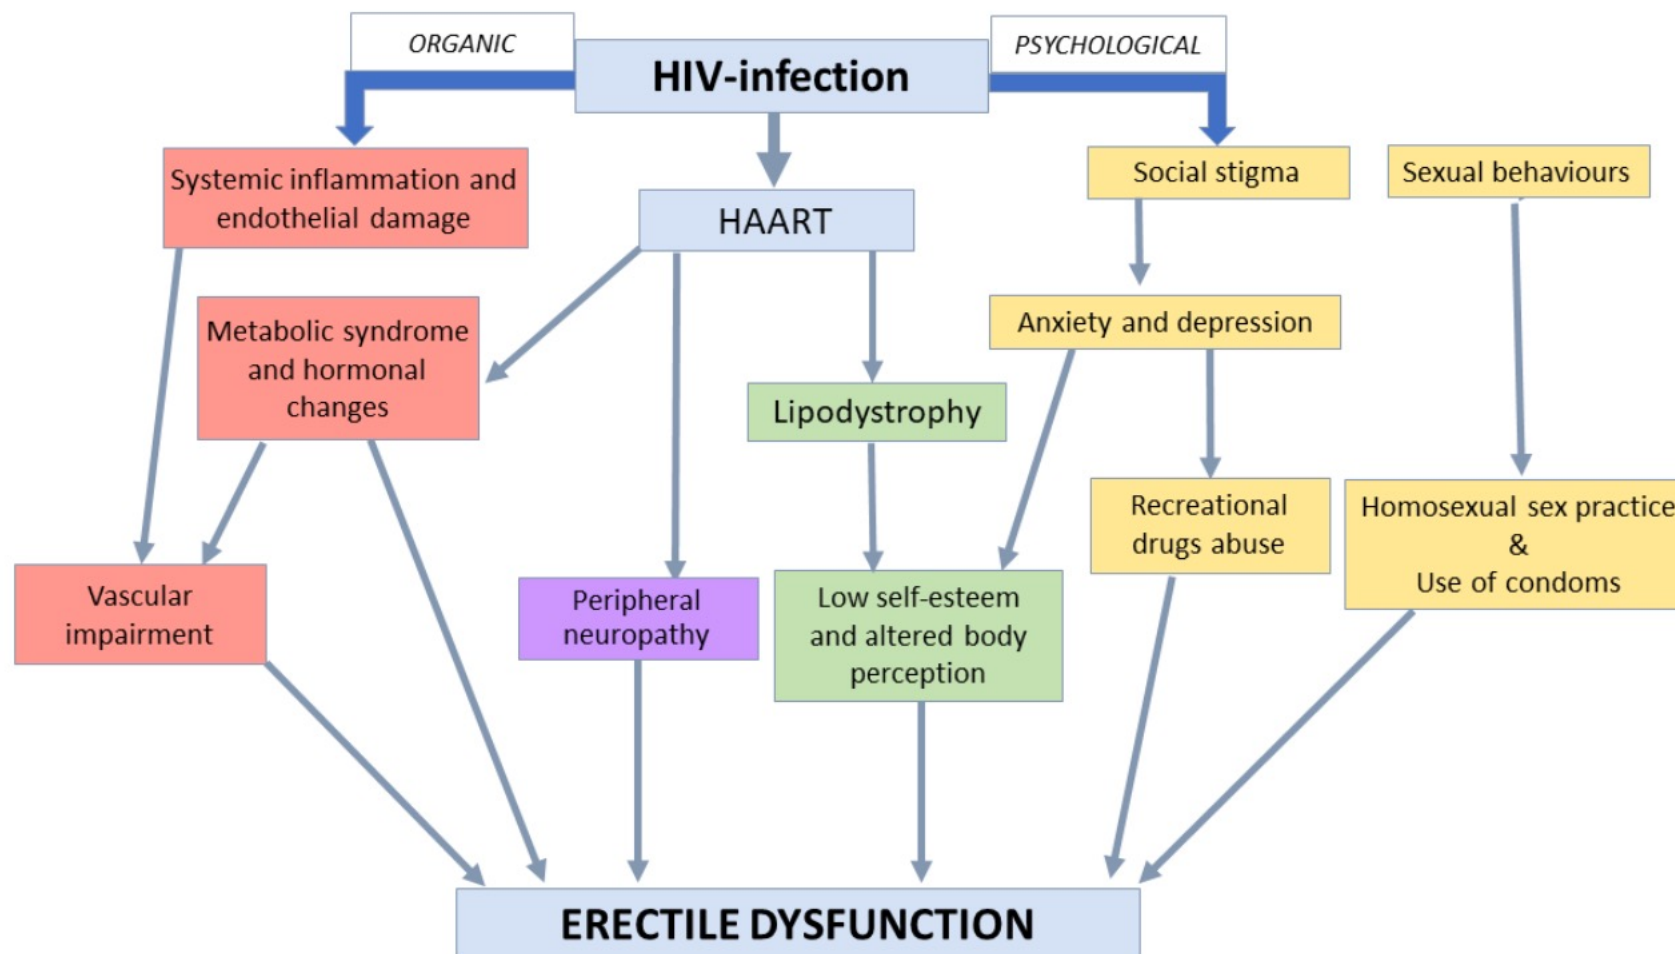 ORGANIC
HIV-infection
PSYCHOLOGICAL
Systemic inflammation and
endothelial damage
HAART
Social stigma
Sexual behaviours
Metabolic syndrome
and hormonal
changes
Anxiety and depression
Lipodystrophy
Recreational
drugs abuse
Homosexual sex practice
&
Use of condoms
Vascular
impairment
Peripheral
neuropathy
Low self-esteem
and altered body
perception
ERECTILE DYSFUNCTION